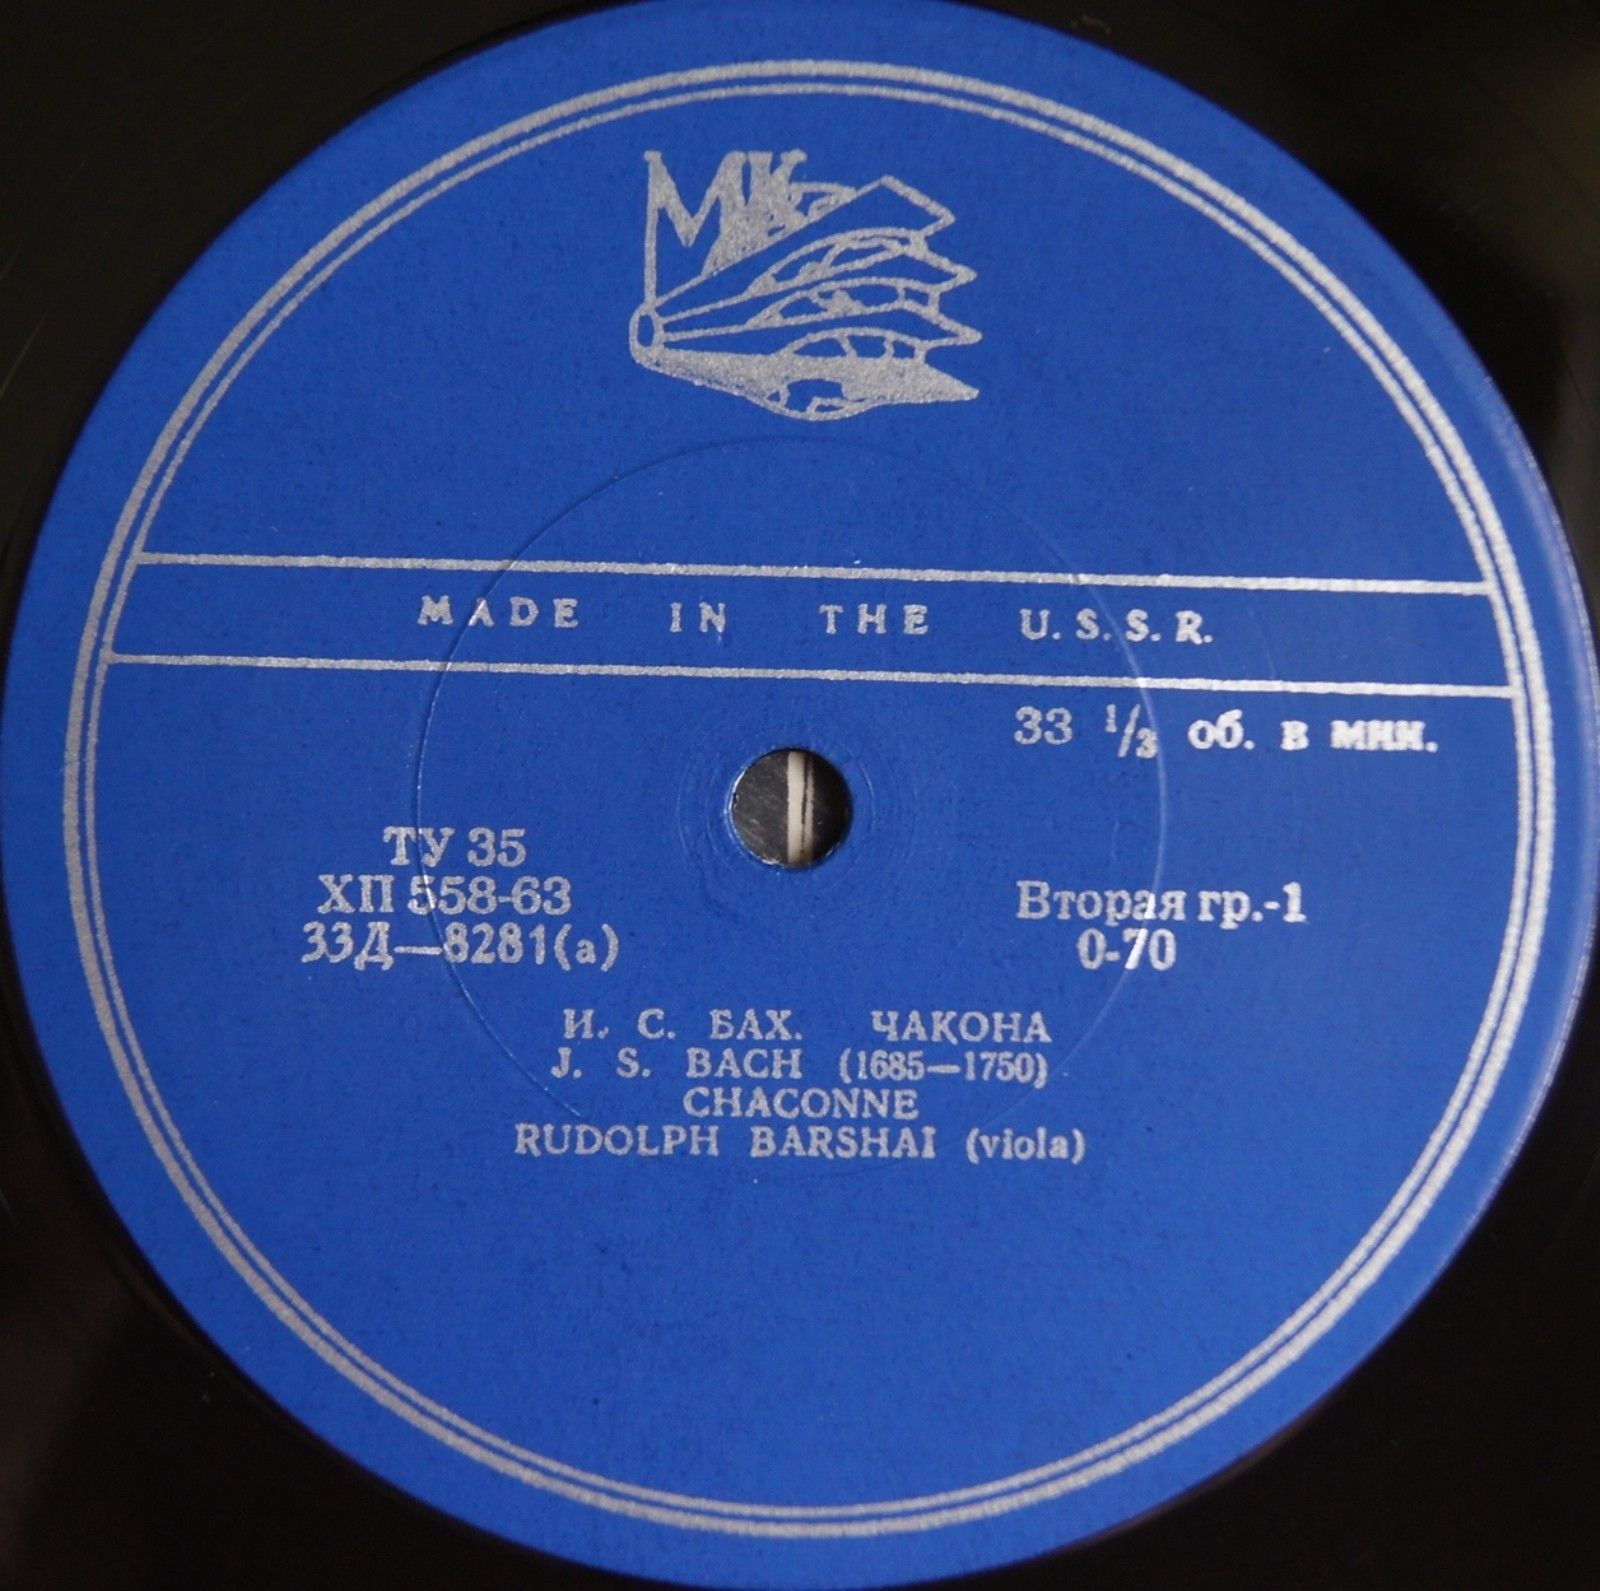 МК
MADE IN THE U.S.S.R.
33 1/3 об. в мин.
ТУ 35
ХП 558-63
33Д—8281(а)
Вторая гр.-1
0-70
И. С. БАХ. ЧАКОНА
J. S. BACH (1685—1750)
CHACONNE
RUDOLPH BARSHAI (viola)